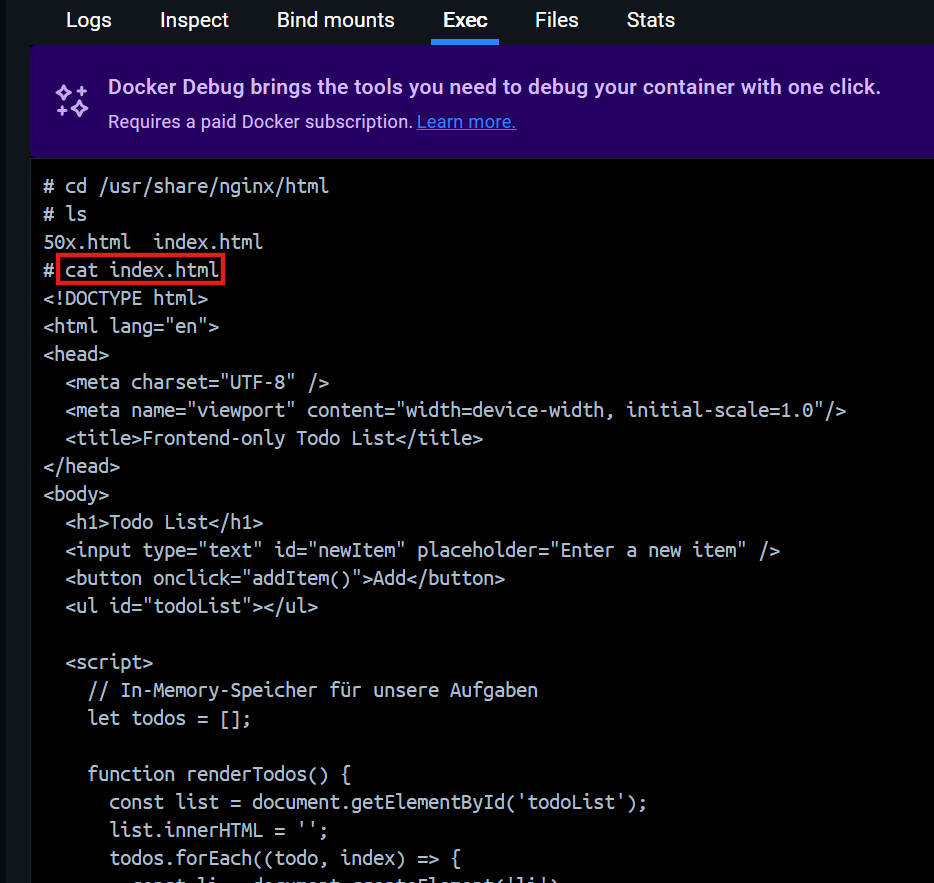 Logs Inspect Bind mounts Exec Files Stats
Docker Debug brings the tools you need to debug your container with one click.
Requires a paid Docker subscription. Learn more.
# cd /usr/share/nginx/html
# ls
50x.html  index.html
# cat index.html
<!DOCTYPE html>
<html lang="en">
<head>
  <meta charset="UTF-8" />
  <meta name="viewport" content="width=device-width, initial-scale=1.0"/>
  <title>Frontend-only Todo List</title>
</head>
<body>
  <h1>Todo List</h1>
  <input type="text" id="newItem" placeholder="Enter a new item" />
  <button onclick="addItem()">Add</button>
  <ul id="todoList"></ul>

  <script>
    // In-Memory-Speicher für unsere Aufgaben
    let todos = [];

    function renderTodos() {
      const list = document.getElementById('todoList');
      list.innerHTML = '';
      todos.forEach((todo, index) => {
        const li = document.createElement('li');